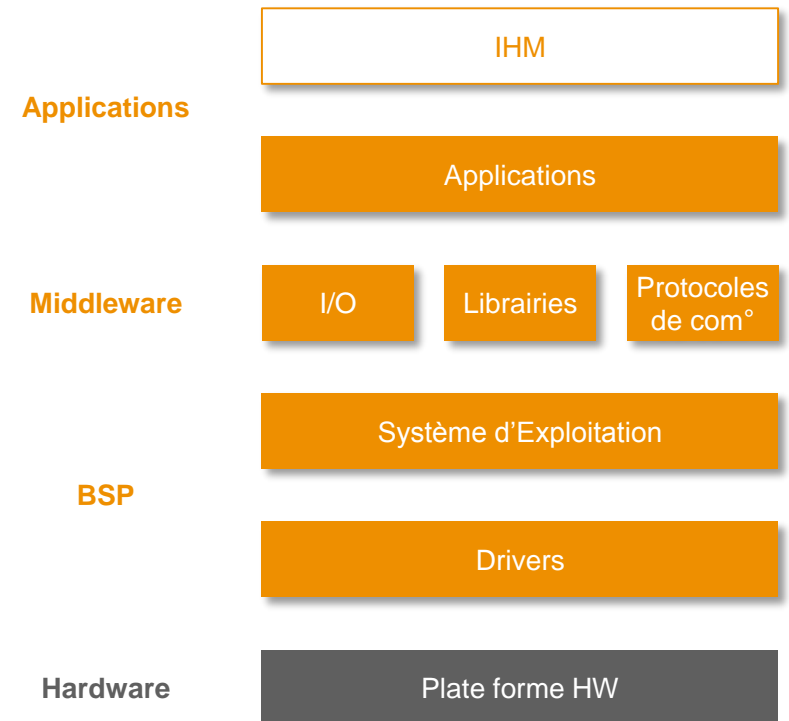 IHM
Applications
Applications
Middleware
I/O
Librairies
Protocoles
de com°
Système d’Exploitation
BSP
Drivers
Hardware
Plate forme HW